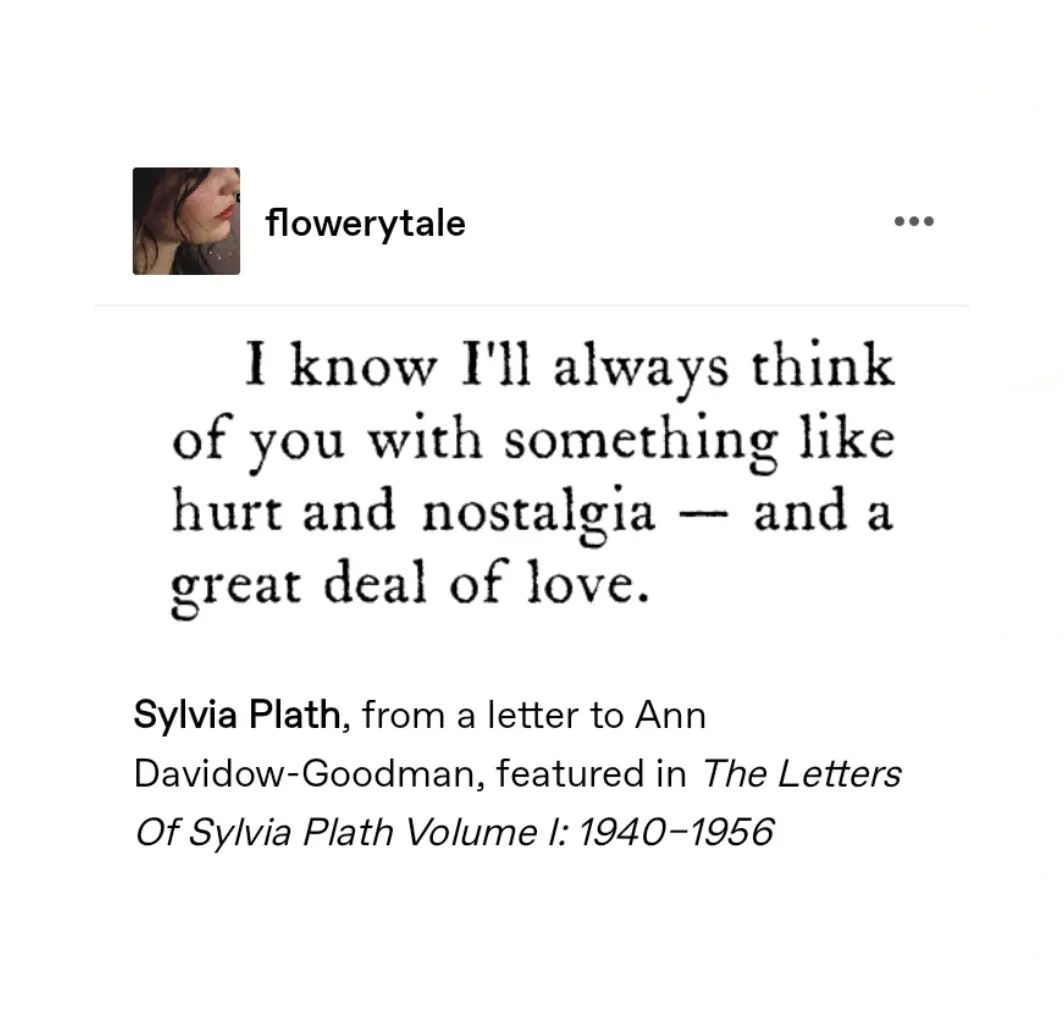 flowerytale
I know I'll always think
of you with something like
hurt and nostalgia — and a
great deal of love.
Sylvia Plath, from a letter to Ann
Davidow-Goodman, featured in The Letters
Of Sylvia Plath Volume I: 1940–1956